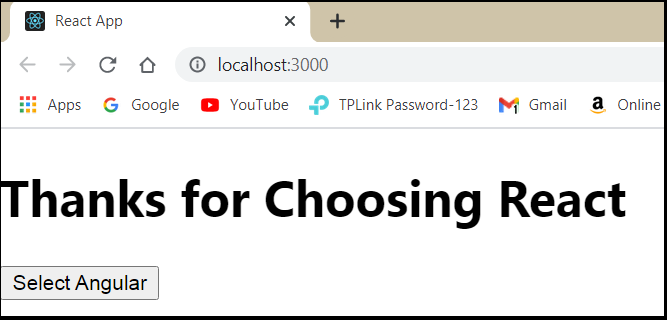 React App
localhost:3000
Apps Google YouTube TPLink Password-123 Gmail Online
Thanks for Choosing React
Select Angular